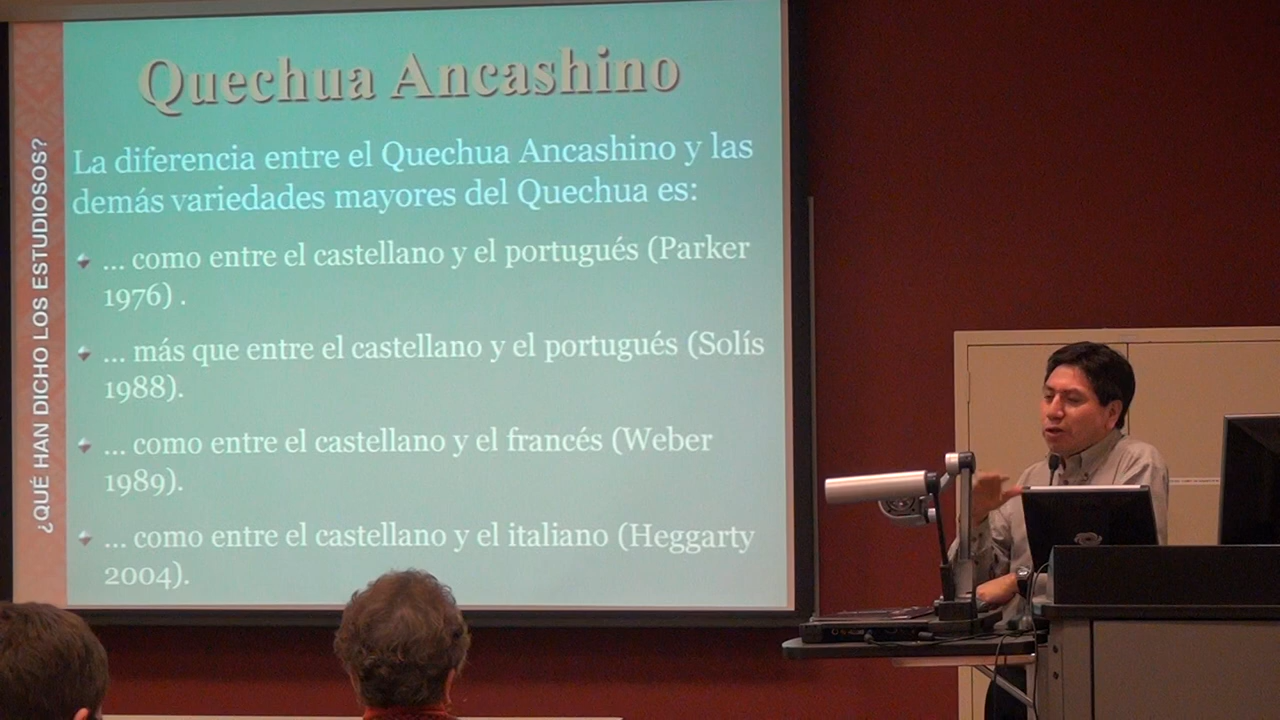 Quechua Ancashino
¿QUÉ HAN DICHO LOS ESTUDIOSOS?
La diferencia entre el Quechua Ancashino y las
demás variedades mayores del Quechua es:
... como entre el castellano y el portugués (Parker
1976) .
... más que entre el castellano y el portugués (Solís
1988).
... como entre el castellano y el francés (Weber
1989).
... como entre el castellano y el italiano (Heggarty
2004).